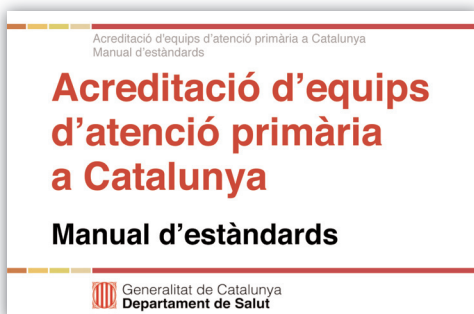 Acreditació d'equips d'atenció primària a Catalunya
Manual d'estàndards
Acreditació d'equips
d'atenció primària
a Catalunya
Manual d'estàndards
Generalitat de Catalunya
Departament de Salut